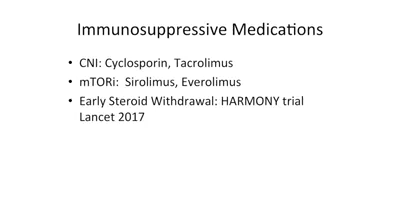 Immunosuppressive Medications
• CNI: Cyclosporin, Tacrolimus
• mTORi: Sirolimus, Everolimus
• Early Steroid Withdrawal: HARMONY trial
Lancet 2017